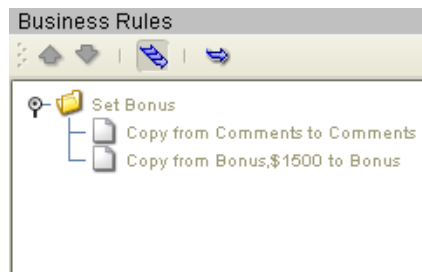 Business Rules
Set Bonus
Copy from Comments to Comments
Copy from Bonus,$1500 to Bonus